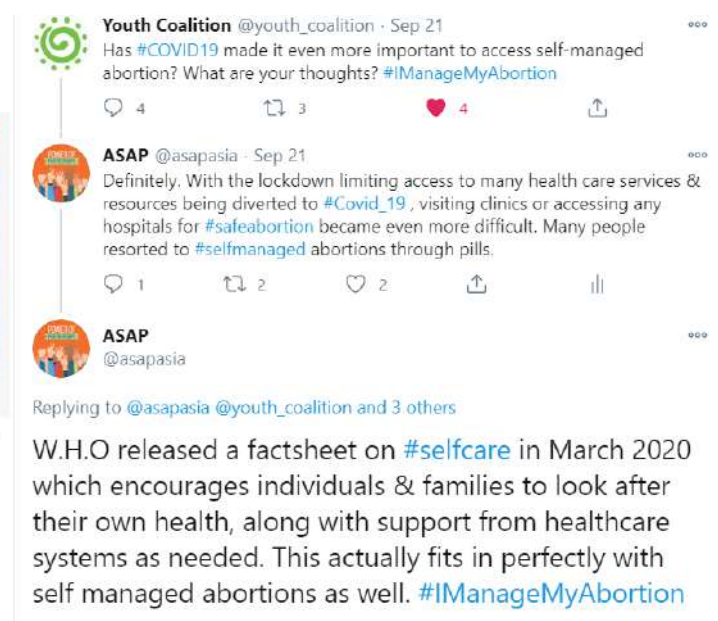 Youth Coalition @youth_coalition · Sep 21
Has #COVID19 made it even more important to access self-managed
abortion? What are your thoughts? #IManageMyAbortion
4 3 4
ASAP @asapasia · Sep 21
Definitely. With the lockdown limiting access to many health care services &
resources being diverted to #Covid_19 , visiting clinics or accessing any
hospitals for #safeabortion became even more difficult. Many people
resorted to #selfmanaged abortions through pills.
1 2 2
ASAP
@asapasia
Replying to @asapasia @youth_coalition and 3 others
W.H.O released a factsheet on #selfcare in March 2020
which encourages individuals & families to look after
their own health, along with support from healthcare
systems as needed. This actually fits in perfectly with
self managed abortions as well. #IManageMyAbortion